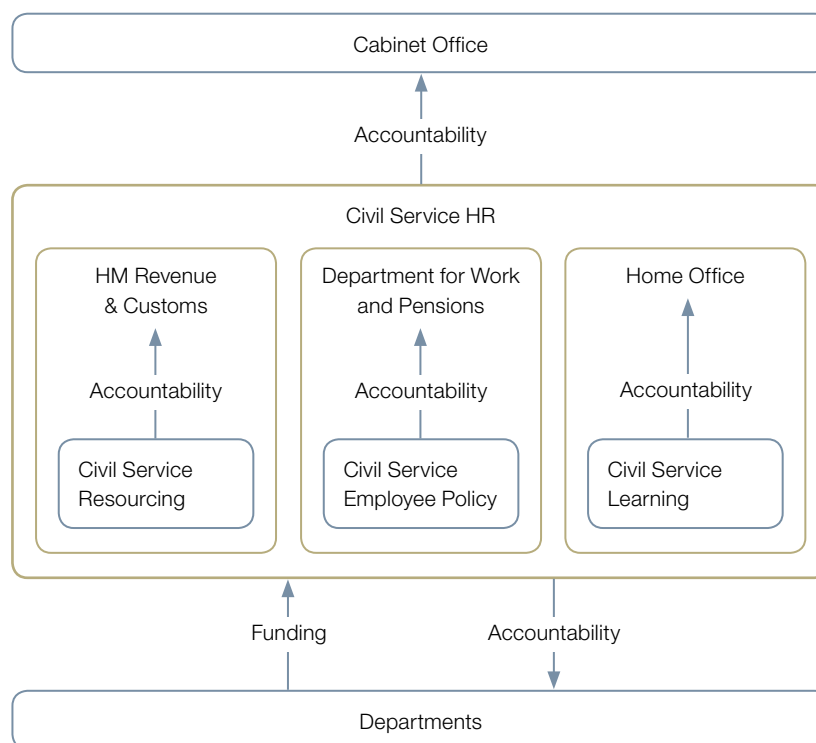 Cabinet Office
Accountability
Civil Service HR
HM Revenue
& Customs
Accountability
Civil Service
Resourcing
Department for Work
and Pensions
Accountability
Civil Service
Employee Policy
Home Office
Accountability
Civil Service
Learning
Funding
Accountability
Departments